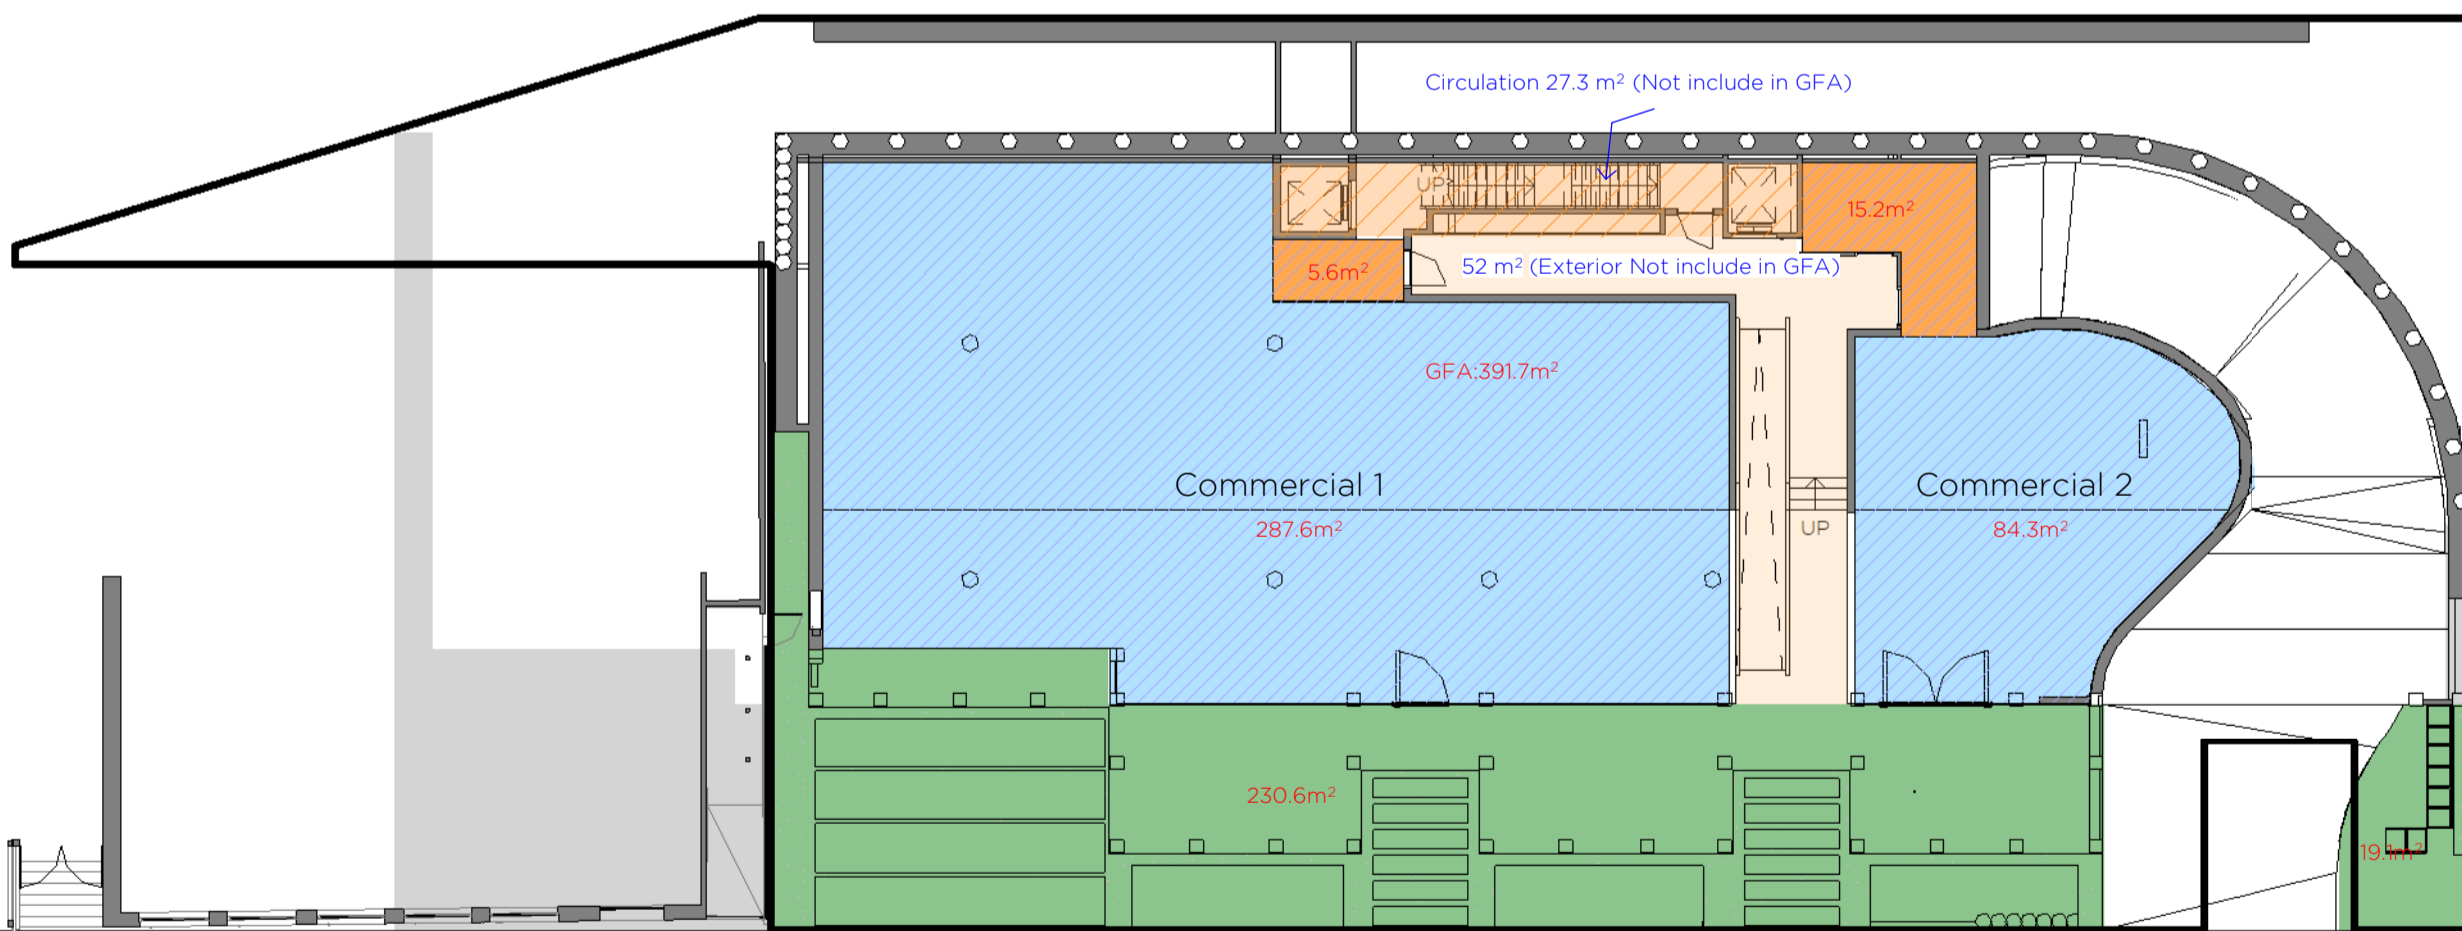 Circulation 27.3 m² (Not include in GFA)
UP
15.2m²
5.6m²
52 m² (Exterior Not include in GFA)
GFA:391.7m²
Commercial 1
287.6m²
Commercial 2
84.3m²
UP
230.6m²
19.1m²